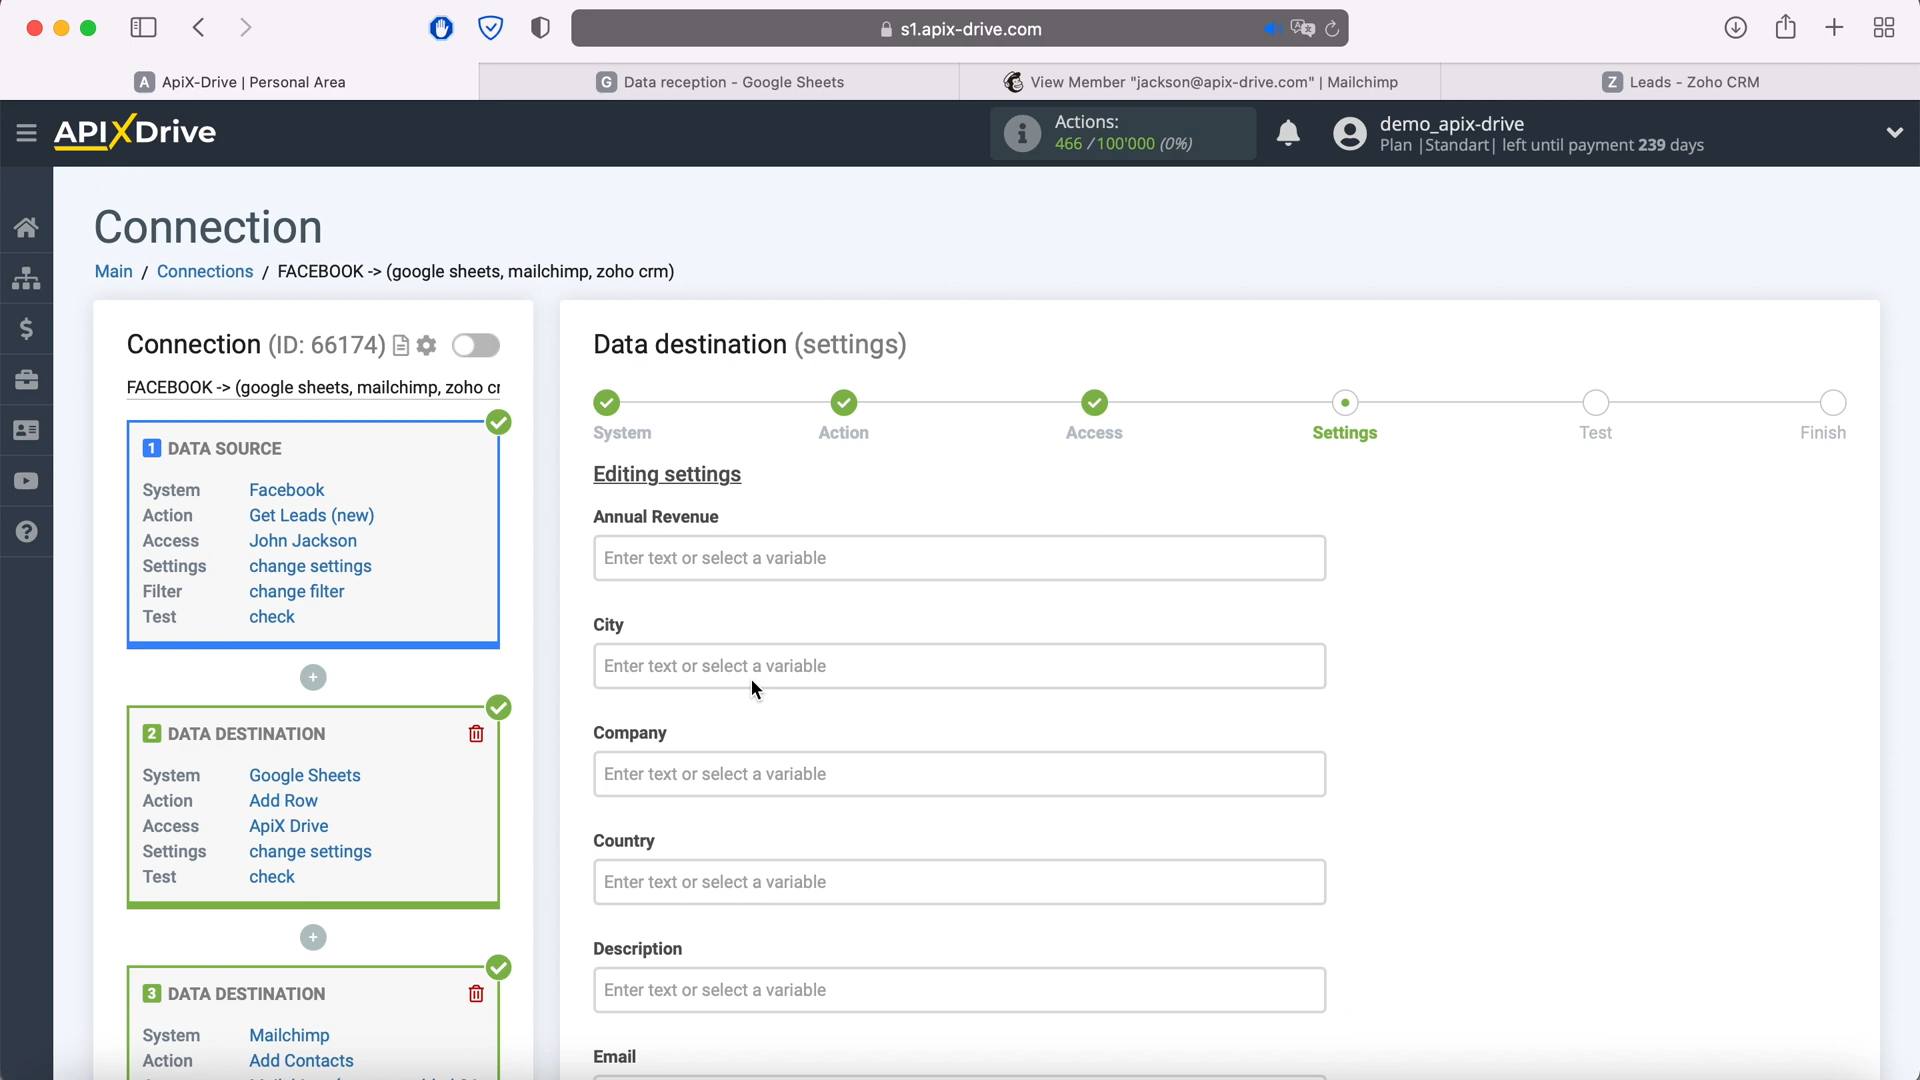 s1.apix-drive.com
A ApiX-Drive | Personal Area
G Data reception - Google Sheets
View Member "jackson@apix-drive.com" | Mailchimp
Z Leads - Zoho CRM
APIXDrive
Actions:
466 / 100'000 (0%)
demo_apix-drive
Plan |Standart| left until payment 239 days
Connection
Main / Connections / FACEBOOK -> (google sheets, mailchimp, zoho crm)
Connection (ID: 66174)
FACEBOOK -> (google sheets, mailchimp, zoho cr
1 DATA SOURCE
System Facebook
Action Get Leads (new)
Access John Jackson
Settings change settings
Filter change filter
Test check
2 DATA DESTINATION
System Google Sheets
Action Add Row
Access ApiX Drive
Settings change settings
Test check
3 DATA DESTINATION
System Mailchimp
Action Add Contacts
Data destination (settings)
System Action Access Settings Test Finish
Editing settings
Annual Revenue
Enter text or select a variable
City
Enter text or select a variable
Company
Enter text or select a variable
Country
Enter text or select a variable
Description
Enter text or select a variable
Email